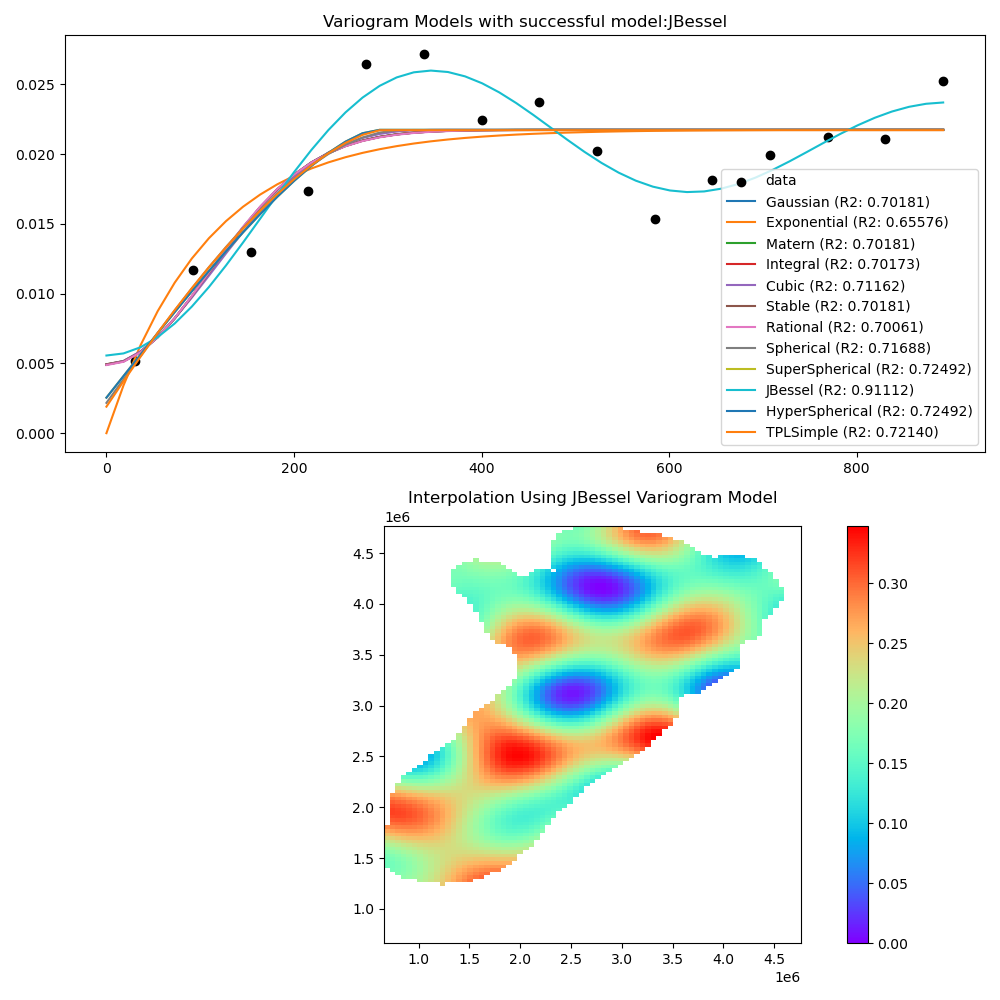 Variogram Models with successful model:JBessel
0.025
0.020
0.015
0.010
0.005
0.000
data
Gaussian (R2: 0.70181)
Exponential (R2: 0.65576)
Matern (R2: 0.70181)
Integral (R2: 0.70173)
Cubic (R2: 0.71162)
Stable (R2: 0.70181)
Rational (R2: 0.70061)
Spherical (R2: 0.71688)
SuperSpherical (R2: 0.72492)
JBessel (R2: 0.91112)
HyperSpherical (R2: 0.72492)
TPLSimple (R2: 0.72140)
0 200 400 600 800
Interpolation Using JBessel Variogram Model
1e6
4.5
4.0
3.5
3.0
2.5
2.0
1.5
1.0
1.0 1.5 2.0 2.5 3.0 3.5 4.0 4.5
1e6
0.30
0.25
0.20
0.15
0.10
0.05
0.00